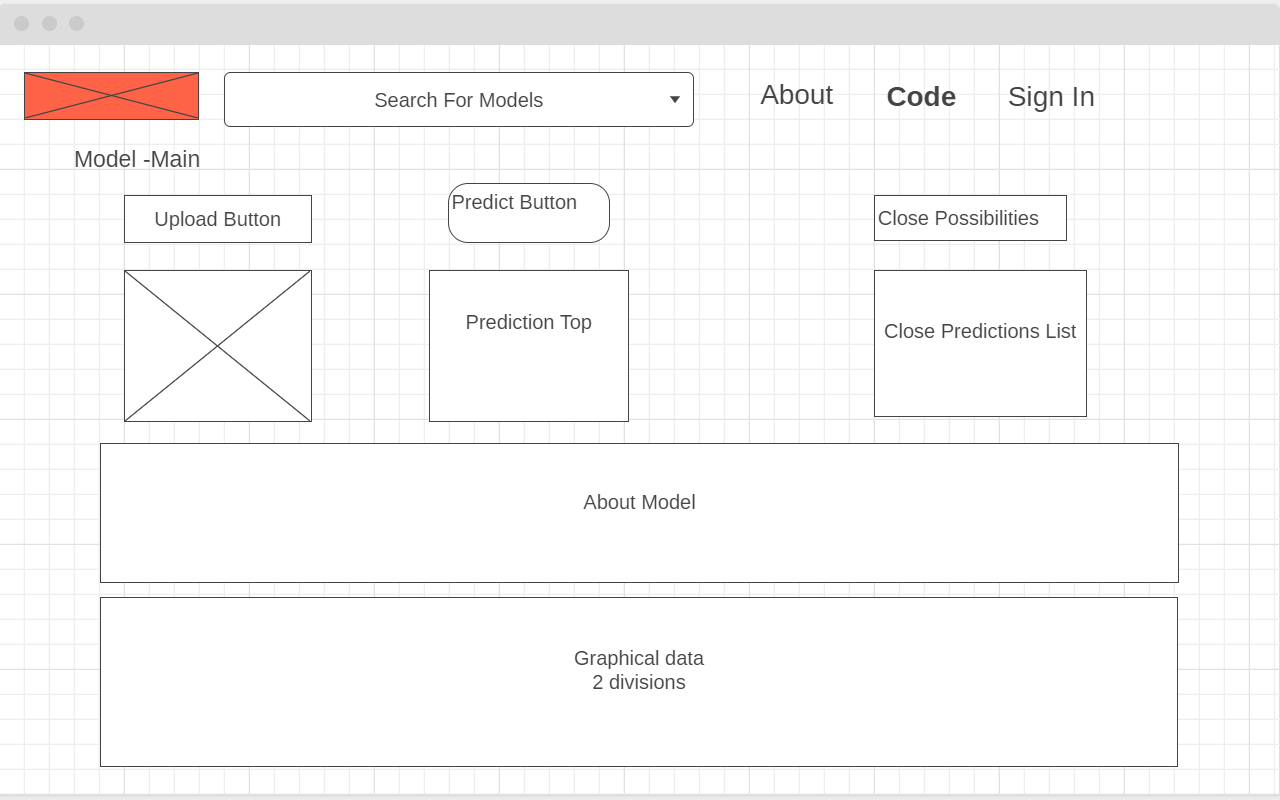 Search For Models
About
Code
Sign In
Model -Main
Upload Button
Predict Button
Close Possibilities
Prediction Top
Close Predictions List
About Model
Graphical data
2 divisions